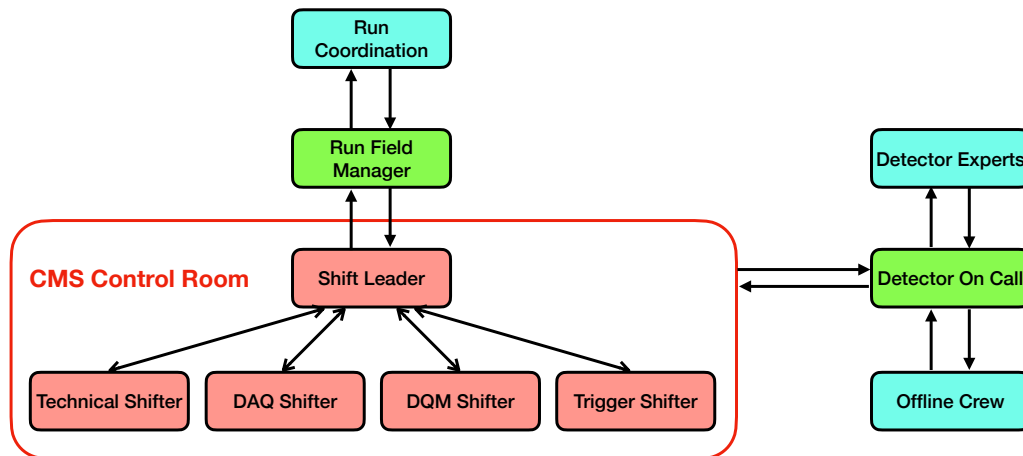 Run
Coordination
Run Field
Manager
Detector Experts
CMS Control Room
Shift Leader
Detector On Call
Technical Shifter
DAQ Shifter
DQM Shifter
Trigger Shifter
Offline Crew